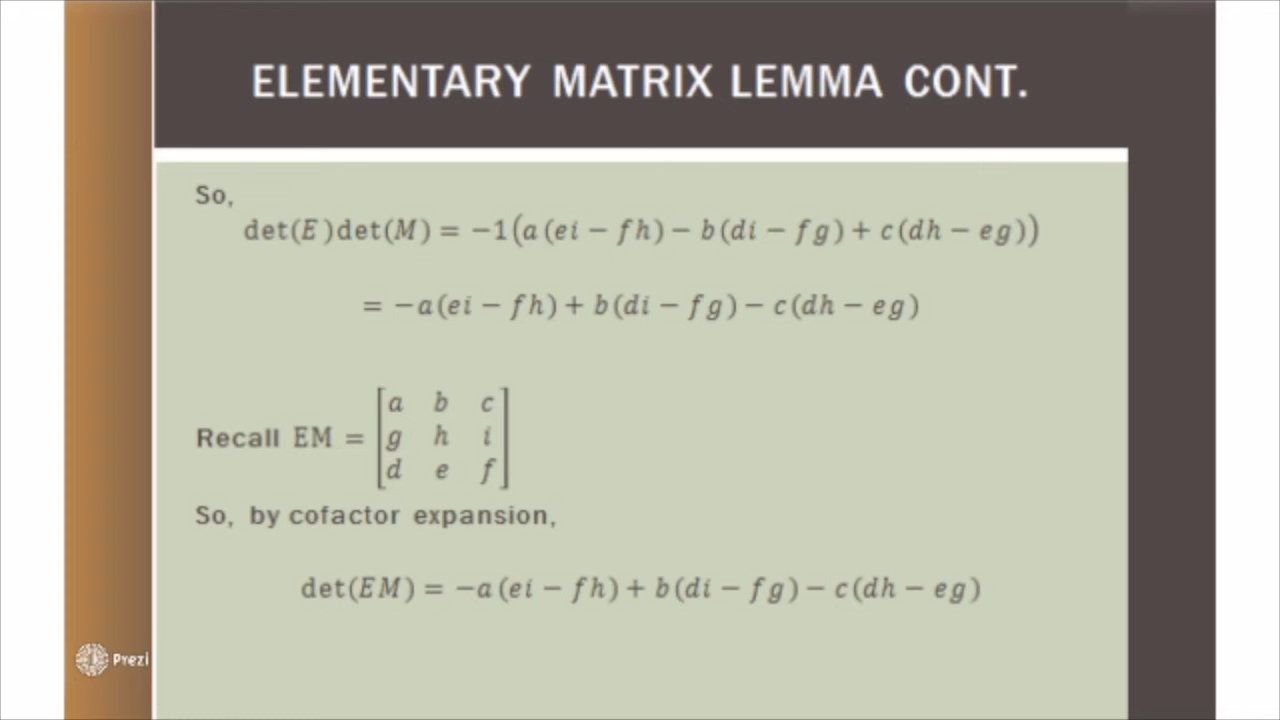 ELEMENTARY MATRIX LEMMA CONT.
So,
det(E)det(M) = −1(a(ei − fh) − b(di − fg) + c(dh − eg))
= −a(ei − fh) + b(di − fg) − c(dh − eg)
a b c
Recall EM = g h i
d e f
So, by cofactor expansion,
det(EM) = −a(ei − fh) + b(di − fg) − c(dh − eg)
Prezi